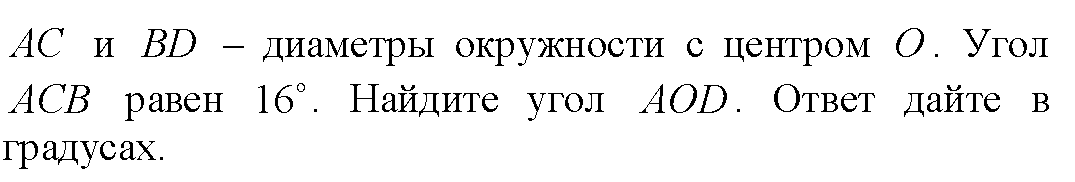 AC и BD – диаметры окружности с центром O. Угол
ACB равен 16°. Найдите угол AOD. Ответ дайте в
градусах.